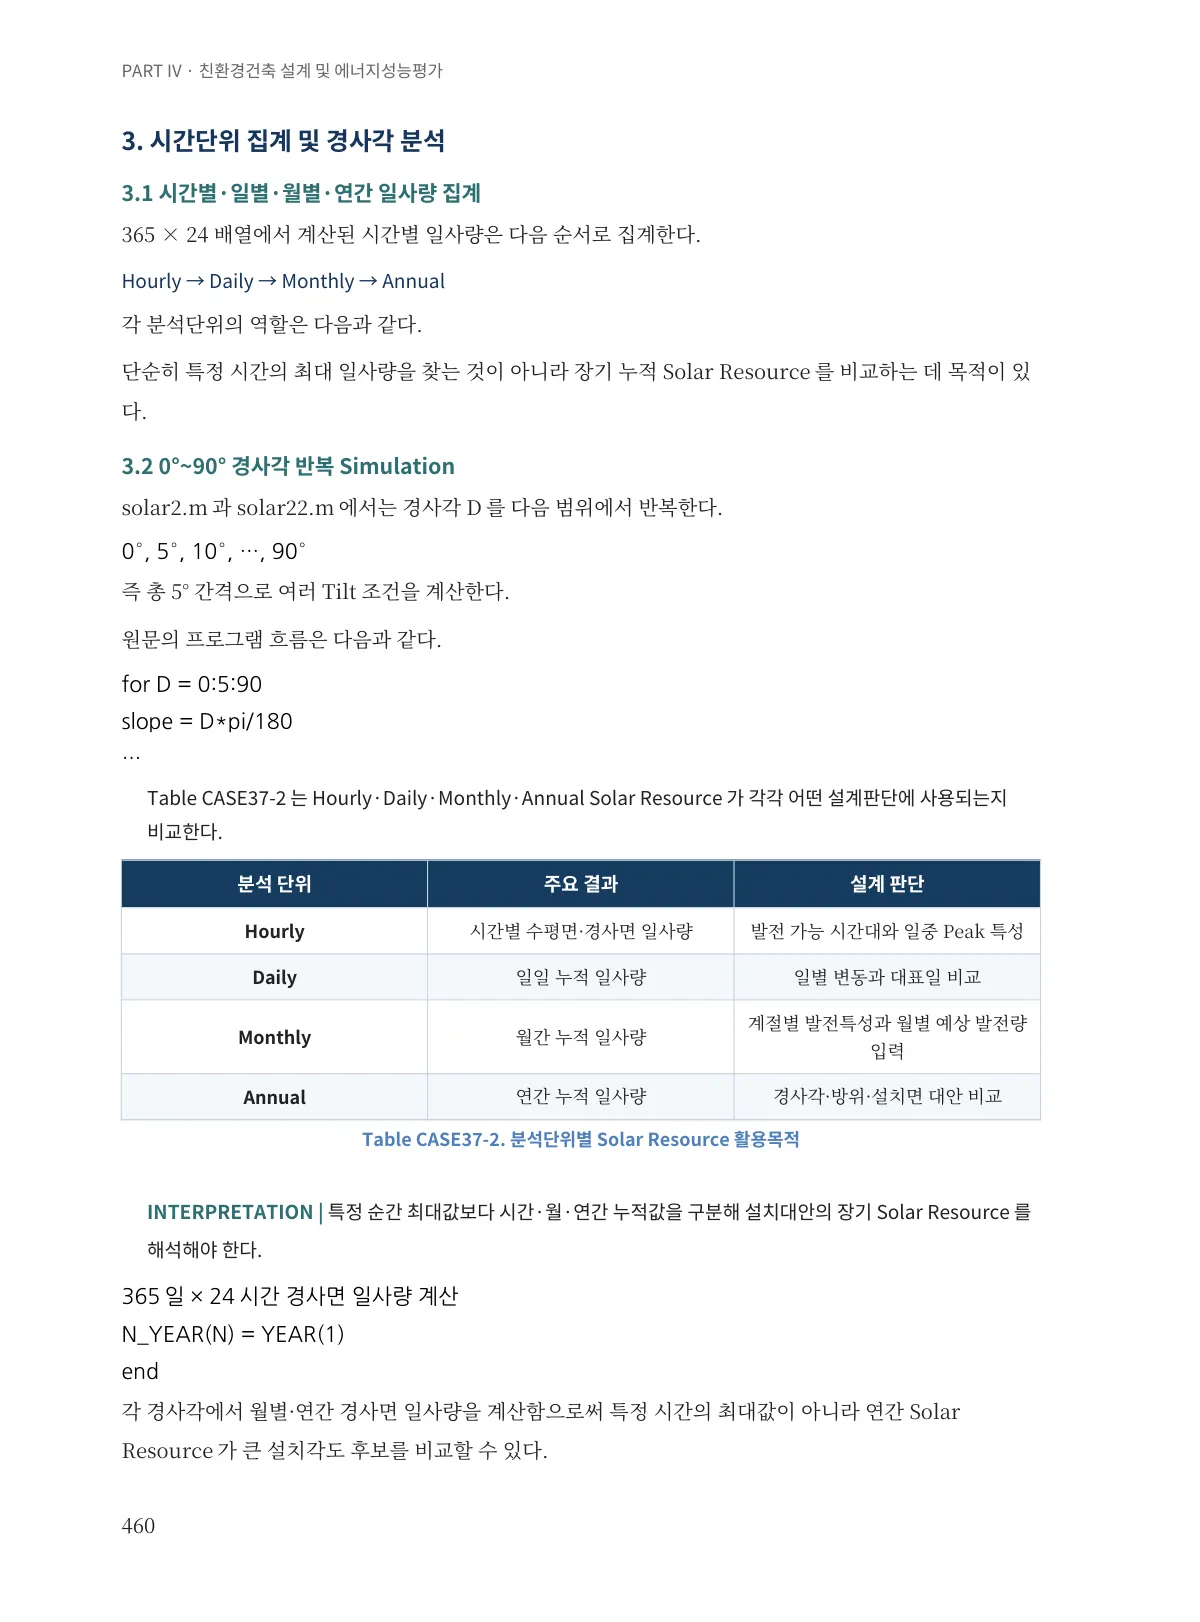 PART IV · 친환경건축 설계 및 에너지성능평가
3. 시간단위 집계 및 경사각 분석
3.1 시간별·일별·월별·연간 일사량 집계
365 × 24 배열에서 계산된 시간별 일사량은 다음 순서로 집계한다.
Hourly → Daily → Monthly → Annual
각 분석단위의 역할은 다음과 같다.
단순히 특정 시간의 최대 일사량을 찾는 것이 아니라 장기 누적 Solar Resource 를 비교하는 데 목적이 있
다.
3.2 0°~90° 경사각 반복 Simulation
solar2.m 과 solar22.m 에서는 경사각 D 를 다음 범위에서 반복한다.
0°, 5°, 10°, ⋯, 90°
즉 총 5° 간격으로 여러 Tilt 조건을 계산한다.
원문의 프로그램 흐름은 다음과 같다.
for D = 0:5:90
slope = D*pi/180
⋯
Table CASE37-2 는 Hourly·Daily·Monthly·Annual Solar Resource 가 각각 어떤 설계판단에 사용되는지
비교한다.
분석 단위 주요 결과 설계 판단
Hourly 시간별 수평면·경사면 일사량 발전 가능 시간대와 일중 Peak 특성
Daily 일일 누적 일사량 일별 변동과 대표일 비교
Monthly 월간 누적 일사량 계절별 발전특성과 월별 예상 발전량
입력
Annual 연간 누적 일사량 경사각·방위·설치면 대안 비교
Table CASE37-2. 분석단위별 Solar Resource 활용목적
INTERPRETATION | 특정 순간 최대값보다 시간·월·연간 누적값을 구분해 설치대안의 장기 Solar Resource 를
해석해야 한다.
365 일 × 24 시간 경사면 일사량 계산
N_YEAR(N) = YEAR(1)
end
각 경사각에서 월별·연간 경사면 일사량을 계산함으로써 특정 시간의 최대값이 아니라 연간 Solar
Resource 가 큰 설치각도 후보를 비교할 수 있다.
460